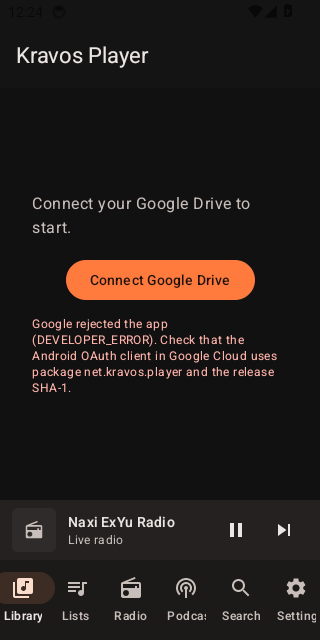 12:24
Kravos Player
Connect your Google Drive to
start.
Connect Google Drive
Google rejected the app
(DEVELOPER_ERROR). Check that the
Android OAuth client in Google Cloud uses
package net.kravos.player and the release
SHA-1.
Naxi ExYu Radio
Live radio
Library Lists Radio Podcas Search Setting